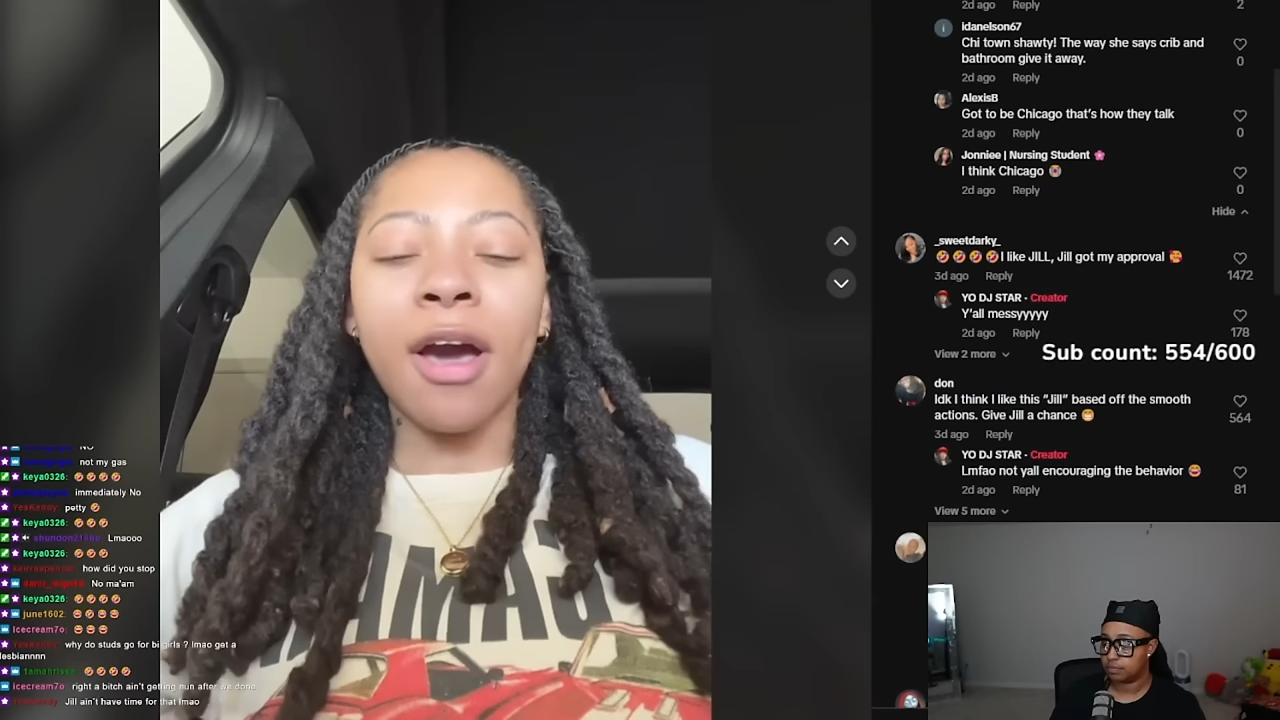 2d ago Reply 2
idanelson67
Chi town shawty! The way she says crib and
bathroom give it away.
0
2d ago Reply
AlexisB
Got to be Chicago that's how they talk
2d ago Reply 0
Jonniee | Nursing Student 🌸
I think Chicago
2d ago Reply 0
Hide
_sweetdarky_
🤣🤣🤣🤣I like JILL, Jill got my approval 🥰
3d ago Reply 1472
YO DJ STAR · Creator
Y'all messyyyyy
2d ago Reply 178
View 2 more
Sub count: 554/600
don
Idk I think I like this “Jill” based off the smooth
actions. Give Jill a chance 😁
564
3d ago Reply
YO DJ STAR · Creator
Lmfao not yall encouraging the behavior 😂
2d ago Reply 81
View 5 more
AMAS
NO
not my gas
keya0326: 🤣🤣🤣🤣
immediately No
petty 🤣
keya0326: 🤣🤣🤣
Lmaooo
keya0326: 🤣🤣🤣
how did you stop
No ma'am
keya0326: 🤣🤣🤣🤣
june1602: 😂🤣😂😂
icecream7o: 😂😂😂
why do studs go for bi girls ? lmao get a
lesbiannnn
🤣🤣🤣🤣
icecream7o right a bitch ain't getting nun after we done
Jill ain't have time for that lmao